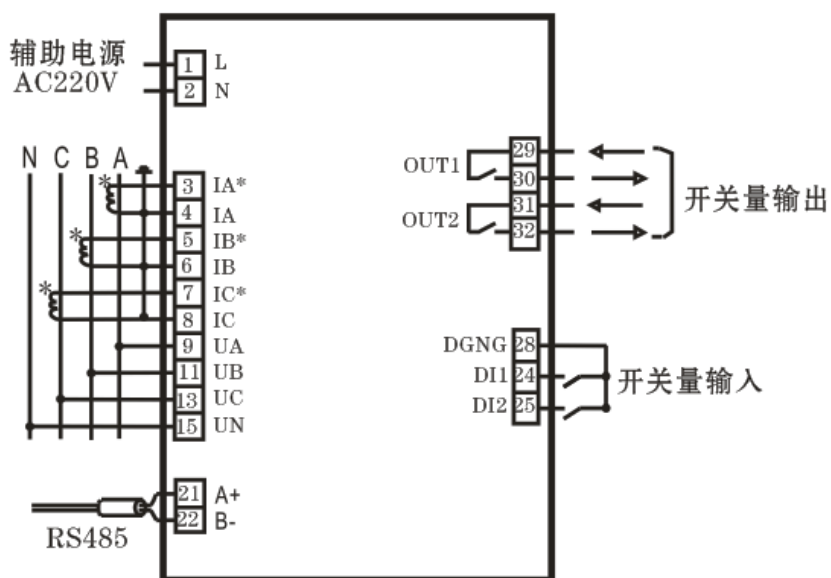 辅助电源
AC220V
1 L
2 N
N C B A
* 3 IA*
4 IA
* 5 IB*
6 IB
* 7 IC*
8 IC
9 UA
11 UB
13 UC
15 UN
21 A+
22 B-
RS485
OUT1 29
30
OUT2 31
32
开关量输出
DGNG 28
DI1 24
DI2 25
开关量输入